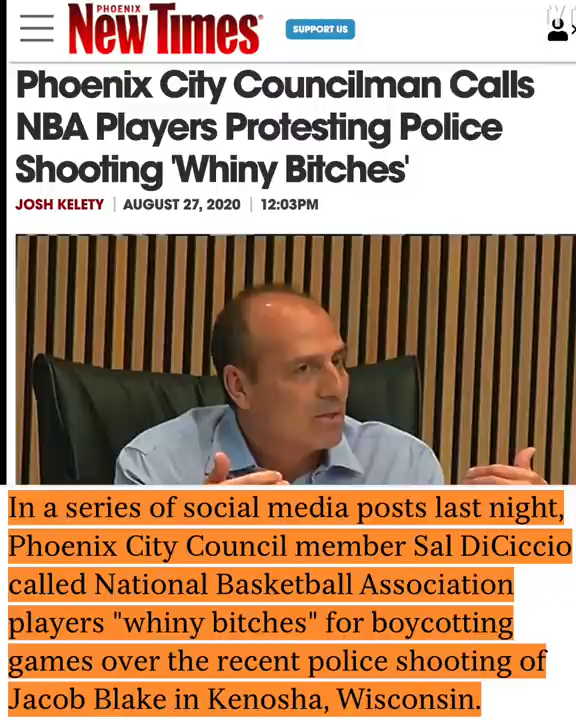 PHOENIX
New Times
SUPPORT US
Phoenix City Councilman Calls
NBA Players Protesting Police
Shooting 'Whiny Bitches'
JOSH KELETY | AUGUST 27, 2020 | 12:03PM
In a series of social media posts last night,
Phoenix City Council member Sal DiCiccio
called National Basketball Association
players "whiny bitches" for boycotting
games over the recent police shooting of
Jacob Blake in Kenosha, Wisconsin.